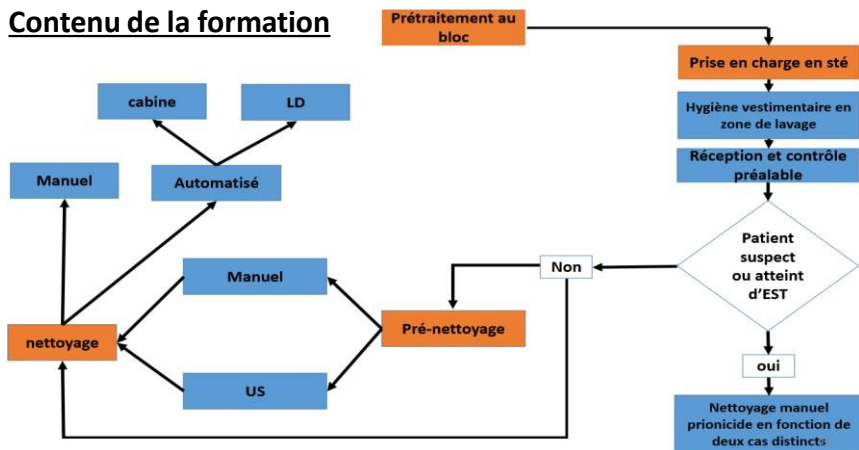 Contenu de la formation
Prétraitement au
bloc
Prise en charge en sté
Hygiène vestimentaire en
zone de lavage
Réception et contrôle
préalable
Patient
suspect
ou atteint
d'EST
Non
oui
Nettoyage manuel
prionicide en fonction de
deux cas distincts
Pré-nettoyage
Manuel
US
nettoyage
Manuel
Automatisé
cabine
LD